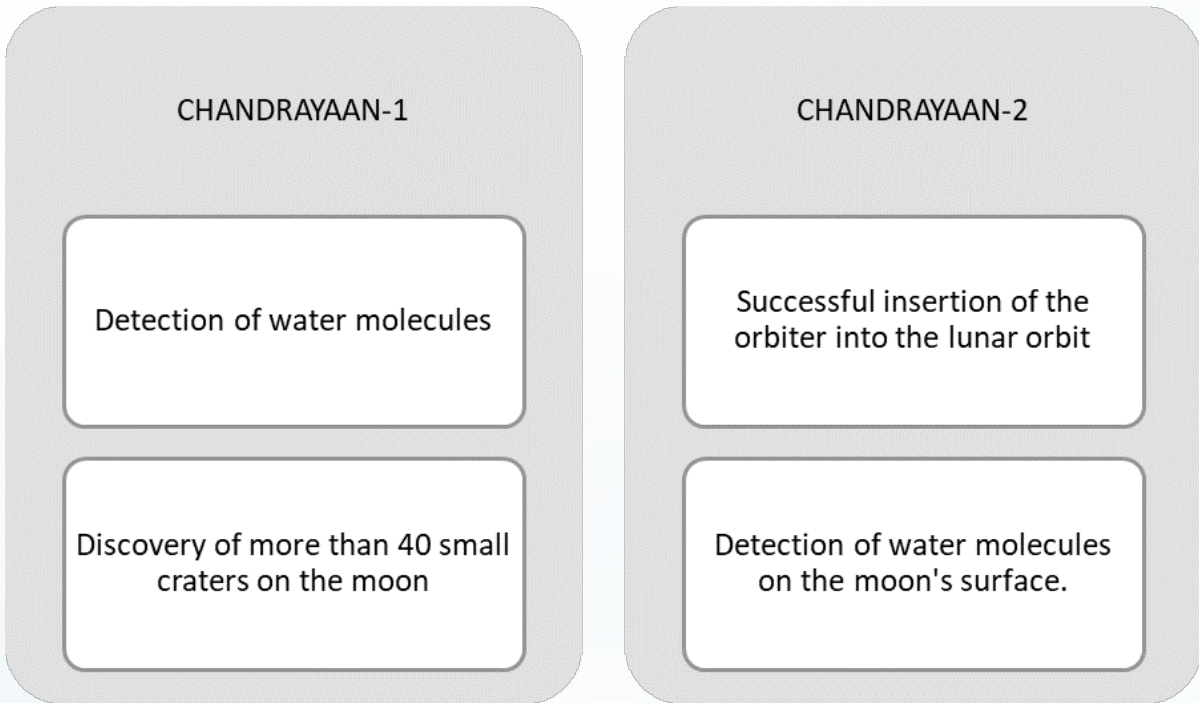 CHANDRAYAAN-1
Detection of water molecules
Discovery of more than 40 small
craters on the moon
CHANDRAYAAN-2
Successful insertion of the
orbiter into the lunar orbit
Detection of water molecules
on the moon's surface.